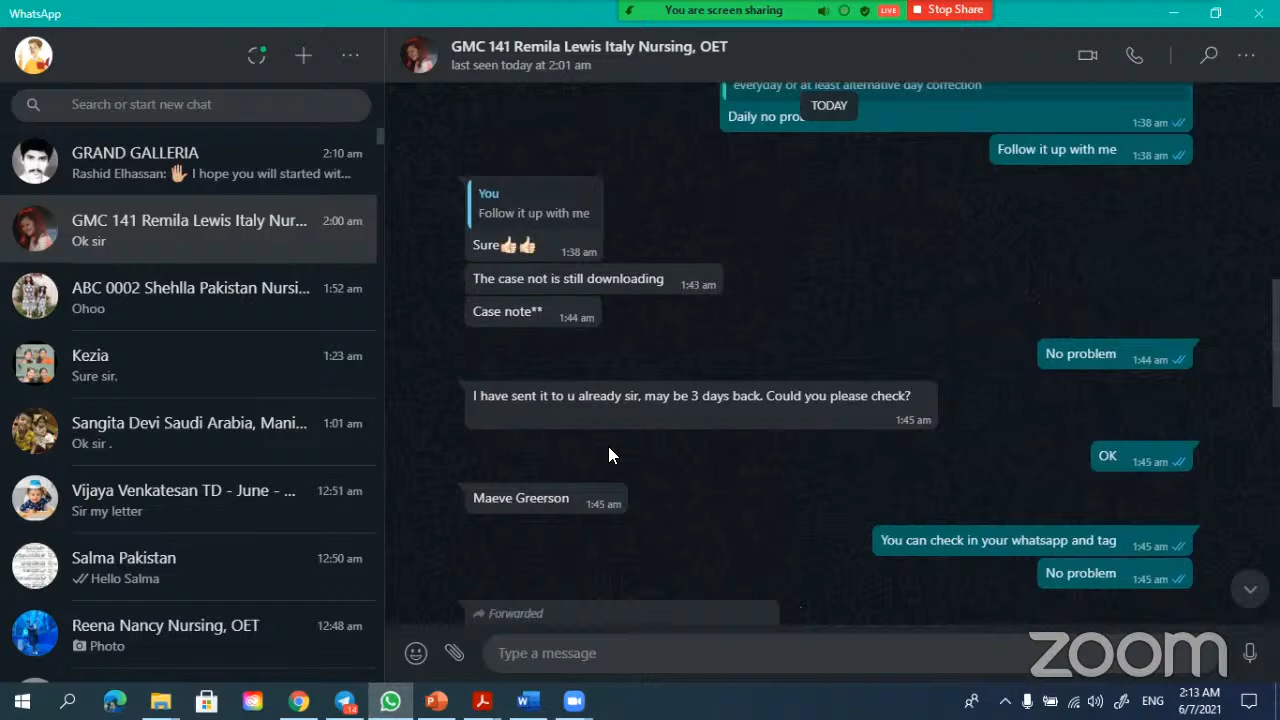 WhatsApp
You are screen sharing
LIVE
Stop Share
GMC 141 Remila Lewis Italy Nursing, OET
last seen today at 2:01 am
Search or start new chat
GRAND GALLERIA
2:10 am
Rashid Elhassan: 🖐🏼 I hope you will started wit...
GMC 141 Remila Lewis Italy Nur...
2:00 am
Ok sir
ABC 0002 Shehlla Pakistan Nursi...
1:52 am
Ohoo
Kezia
1:23 am
Sure sir.
Sangita Devi Saudi Arabia, Mani...
1:01 am
Ok sir .
Vijaya Venkatesan TD - June - ...
12:51 am
Sir my letter
Salma Pakistan
12:50 am
Hello Salma
Reena Nancy Nursing, OET
12:48 am
Photo
everyday or at least alternative day correction
TODAY
Daily no
1:38 am
Follow it up with me
1:38 am
You
Follow it up with me
Sure👍🏻👍🏻
1:38 am
The case not is still downloading
1:43 am
Case note**
1:44 am
No problem
1:44 am
I have sent it to u already sir, may be 3 days back. Could you please check?
1:45 am
OK
1:45 am
Maeve Greerson
1:45 am
You can check in your whatsapp and tag
1:45 am
No problem
1:45 am
Forwarded
Type a message
zoom
14
ENG
2:13 AM
6/7/2021